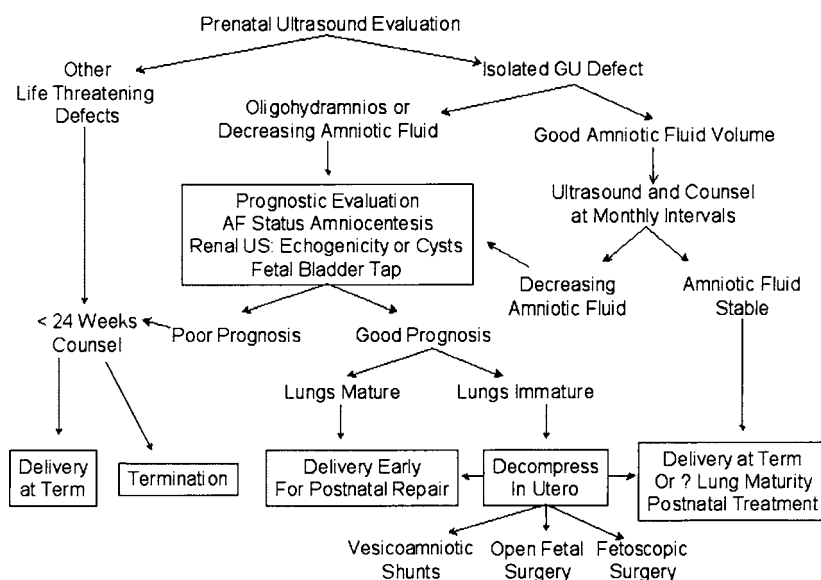 Prenatal Ultrasound Evaluation
Other
Life Threatening
Defects
Isolated GU Defect
Oligohydramnios or
Decreasing Amniotic Fluid
Good Amniotic Fluid Volume
Prognostic Evaluation
AF Status Amniocentesis
Renal US: Echogenicity or Cysts
Fetal Bladder Tap
Ultrasound and Counsel
at Monthly Intervals
Decreasing
Amniotic Fluid
Amniotic Fluid
Stable
< 24 Weeks
Counsel
Poor Prognosis
Good Prognosis
Lungs Mature
Lungs Immature
Delivery
at Term
Termination
Delivery Early
For Postnatal Repair
Decompress
In Utero
Delivery at Term
Or ? Lung Maturity
Postnatal Treatment
Vesicoamniotic
Shunts
Open Fetal
Surgery
Fetoscopic
Surgery